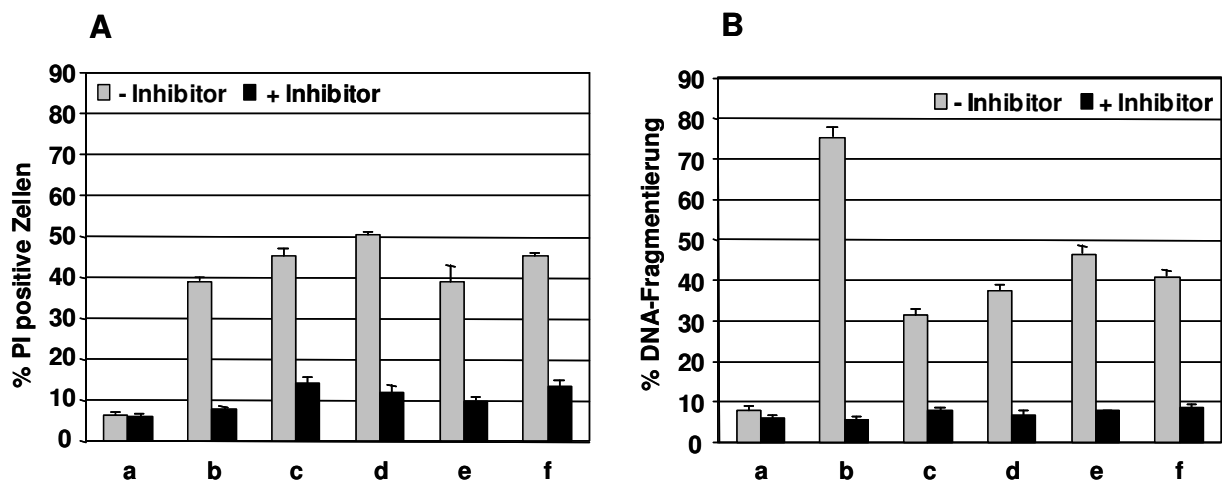 A
90
80
70
60
50
40
30
20
10
0
% PI positive Zellen
- Inhibitor + Inhibitor
a b c d e f
B
90
80
70
60
50
40
30
20
10
0
% DNA-Fragmentierung
- Inhibitor + Inhibitor
a b c d e f